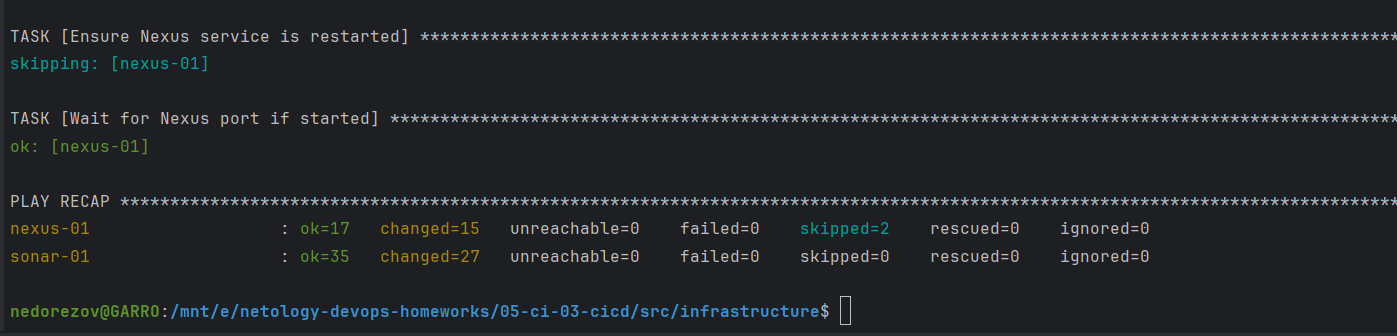 TASK [Ensure Nexus service is restarted] **************************************************************************************************
skipping: [nexus-01]
TASK [Wait for Nexus port if started] *****************************************************************************************************
ok: [nexus-01]
PLAY RECAP ********************************************************************************************************************************
nexus-01                   : ok=17   changed=15   unreachable=0    failed=0    skipped=2    rescued=0    ignored=0
sonar-01                   : ok=35   changed=27   unreachable=0    failed=0    skipped=0    rescued=0    ignored=0
nedorezov@GARRO:/mnt/e/netology-devops-homeworks/05-ci-03-cicd/src/infrastructure$